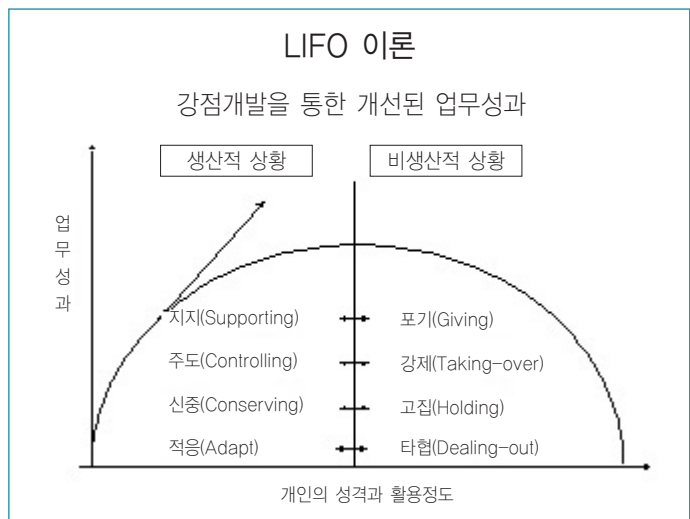 LIFO 이론
강점개발을 통한 개선된 업무성과
생산적 상황 비생산적 상황
업
무
성
과
지지(Supporting) 포기(Giving)
주도(Controlling) 강제(Taking-over)
신중(Conserving) 고집(Holding)
적응(Adapt) 타협(Dealing-out)
개인의 성격과 활용정도